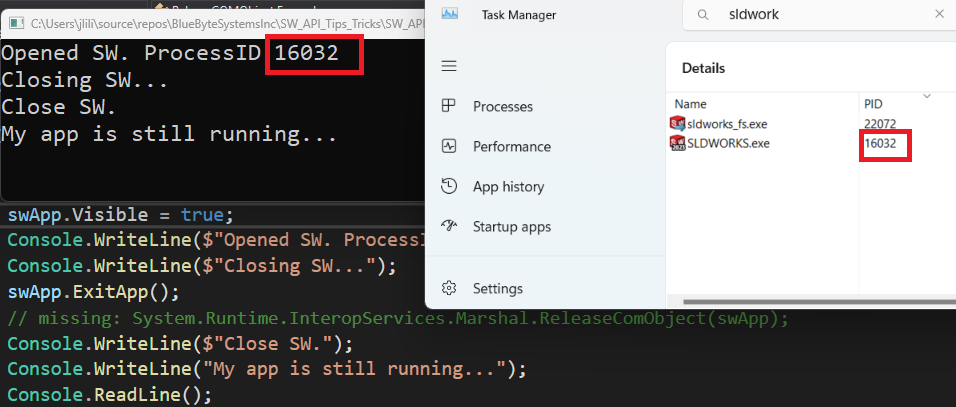 C:\Users\jlili\source\repos\BlueByteSystemsInc\SW_API_Tips_Tricks\SW_API
Opened SW. ProcessID 16032
Closing SW...
Close SW.
My app is still running...
swApp.Visible = true;
Console.WriteLine($"Opened SW. ProcessI
Console.WriteLine($"Closing SW...");
swApp.ExitApp();
// missing: System.Runtime.InteropServices.Marshal.ReleaseComObject(swApp);
Console.WriteLine($"Close SW.");
Console.WriteLine("My app is still running...");
Console.ReadLine();
Task Manager
sldwork
Processes
Performance
App history
Startup apps
Settings
Details
Name PID
sldworks_fs.exe 22072
SLDWORKS.exe 16032